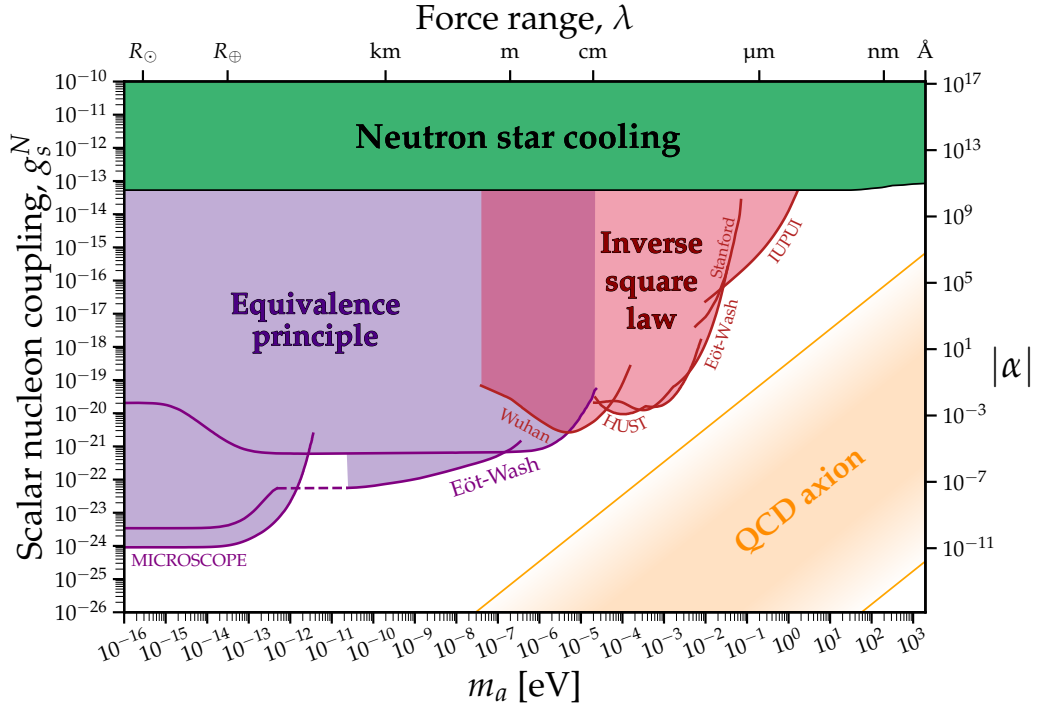 Force range, λ
R⊙ R⊕ km m cm μm nm Å
Scalar nucleon coupling, gₛᴺ
10⁻¹⁰
10⁻¹¹
10⁻¹²
10⁻¹³
10⁻¹⁴
10⁻¹⁵
10⁻¹⁶
10⁻¹⁷
10⁻¹⁸
10⁻¹⁹
10⁻²⁰
10⁻²¹
10⁻²²
10⁻²³
10⁻²⁴
10⁻²⁵
10⁻²⁶
Neutron star cooling
Equivalence
principle
Inverse
square
law
Stanford
IUPUI
Eöt-Wash
Wuhan
HUST
Eöt-Wash
MICROSCOPE
QCD axion
10¹⁷
10¹³
10⁹
10⁵
10¹
10⁻³
10⁻⁷
10⁻¹¹
|α|
10⁻¹⁶ 10⁻¹⁵ 10⁻¹⁴ 10⁻¹³ 10⁻¹² 10⁻¹¹ 10⁻¹⁰ 10⁻⁹ 10⁻⁸ 10⁻⁷ 10⁻⁶ 10⁻⁵ 10⁻⁴ 10⁻³ 10⁻² 10⁻¹ 10⁰ 10¹ 10² 10³
mₐ [eV]